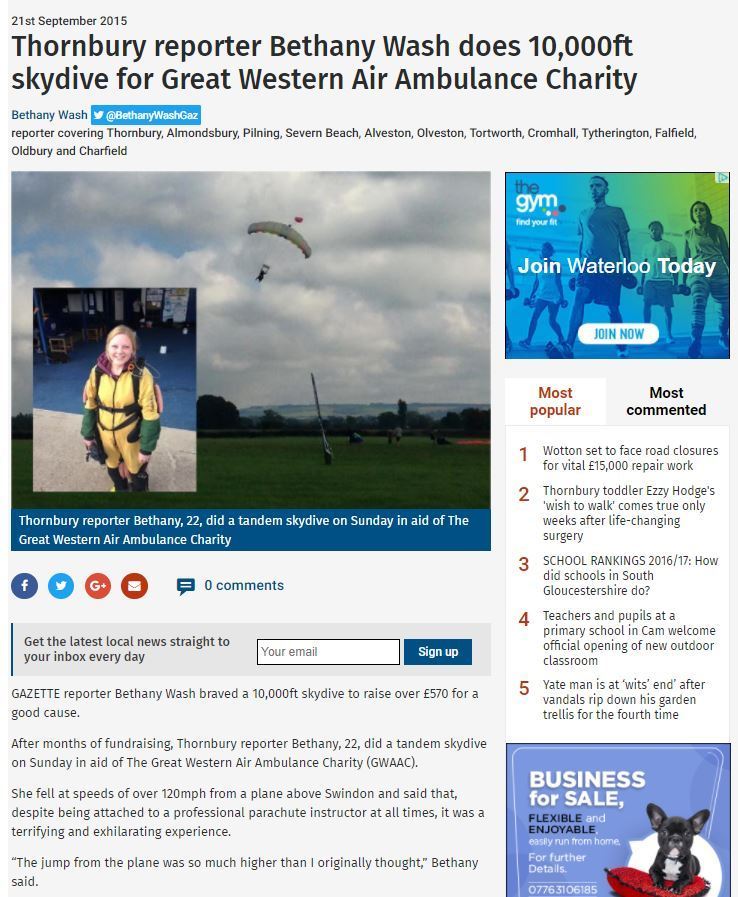 21st September 2015
Thornbury reporter Bethany Wash does 10,000ft
skydive for Great Western Air Ambulance Charity
Bethany Wash @BethanyWashGaz
reporter covering Thornbury, Almondsbury, Pilning, Severn Beach, Alveston, Olveston, Tortworth, Cromhall, Tytherington, Falfield,
Oldbury and Charfield
Thornbury reporter Bethany, 22, did a tandem skydive on Sunday in aid of The
Great Western Air Ambulance Charity
0 comments
Get the latest local news straight to
your inbox every day
Your email
Sign up
GAZETTE reporter Bethany Wash braved a 10,000ft skydive to raise over £570 for a
good cause.
After months of fundraising, Thornbury reporter Bethany, 22, did a tandem skydive
on Sunday in aid of The Great Western Air Ambulance Charity (GWAAC).
She fell at speeds of over 120mph from a plane above Swindon and said that,
despite being attached to a professional parachute instructor at all times, it was a
terrifying and exhilarating experience.
“The jump from the plane was so much higher than I originally thought,” Bethany
said.
the
gym
find your fit
Join Waterloo Today
JOIN NOW
Most
popular
Most
commented
1 Wotton set to face road closures
for vital £15,000 repair work
2 Thornbury toddler Ezzy Hodge's
'wish to walk' comes true only
weeks after life-changing
surgery
3 SCHOOL RANKINGS 2016/17: How
did schools in South
Gloucestershire do?
4 Teachers and pupils at a
primary school in Cam welcome
official opening of new outdoor
classroom
5 Yate man is at ‘wits’ end’ after
vandals rip down his garden
trellis for the fourth time
BUSINESS
for SALE,
FLEXIBLE and
ENJOYABLE,
easily run from home.
For further
Details.
07763106185